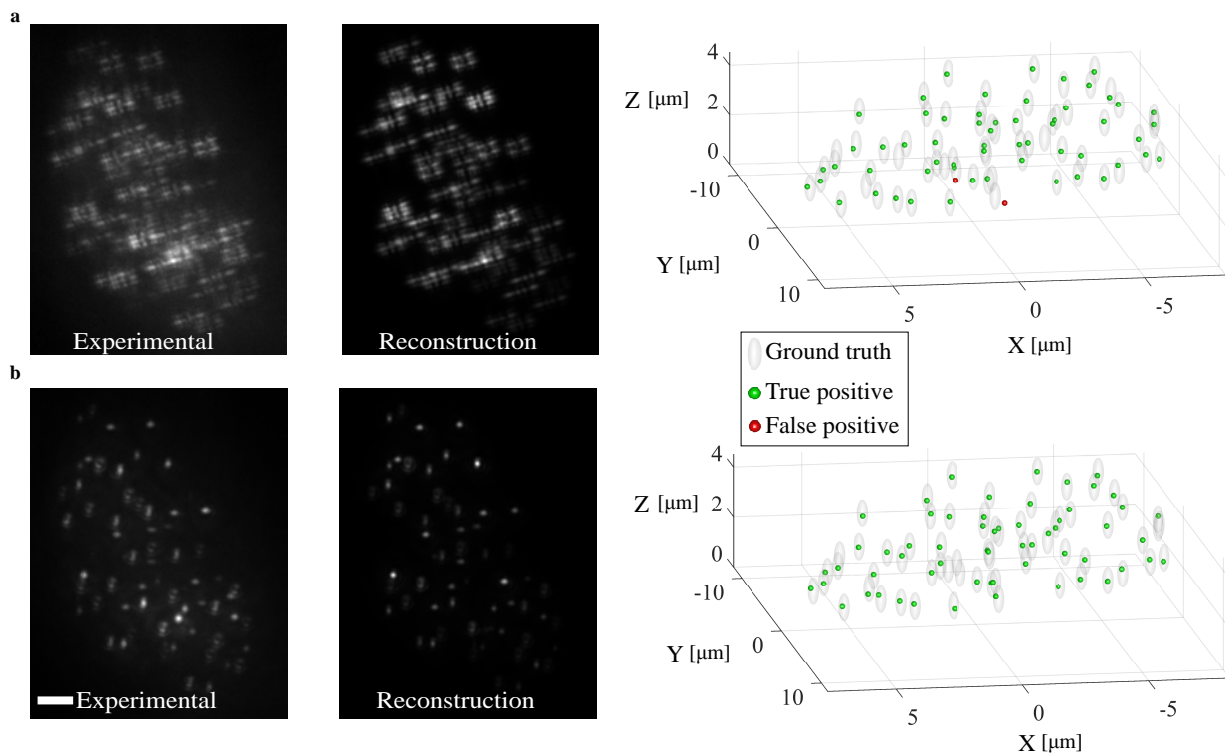 a
Experimental
Reconstruction
4
Z [μm]
2
0
-10
0
Y [μm]
10
5
0
-5
X [μm]
Ground truth
True positive
False positive
b
Experimental
Reconstruction
4
Z [μm]
2
0
-10
0
Y [μm]
10
5
0
-5
X [μm]